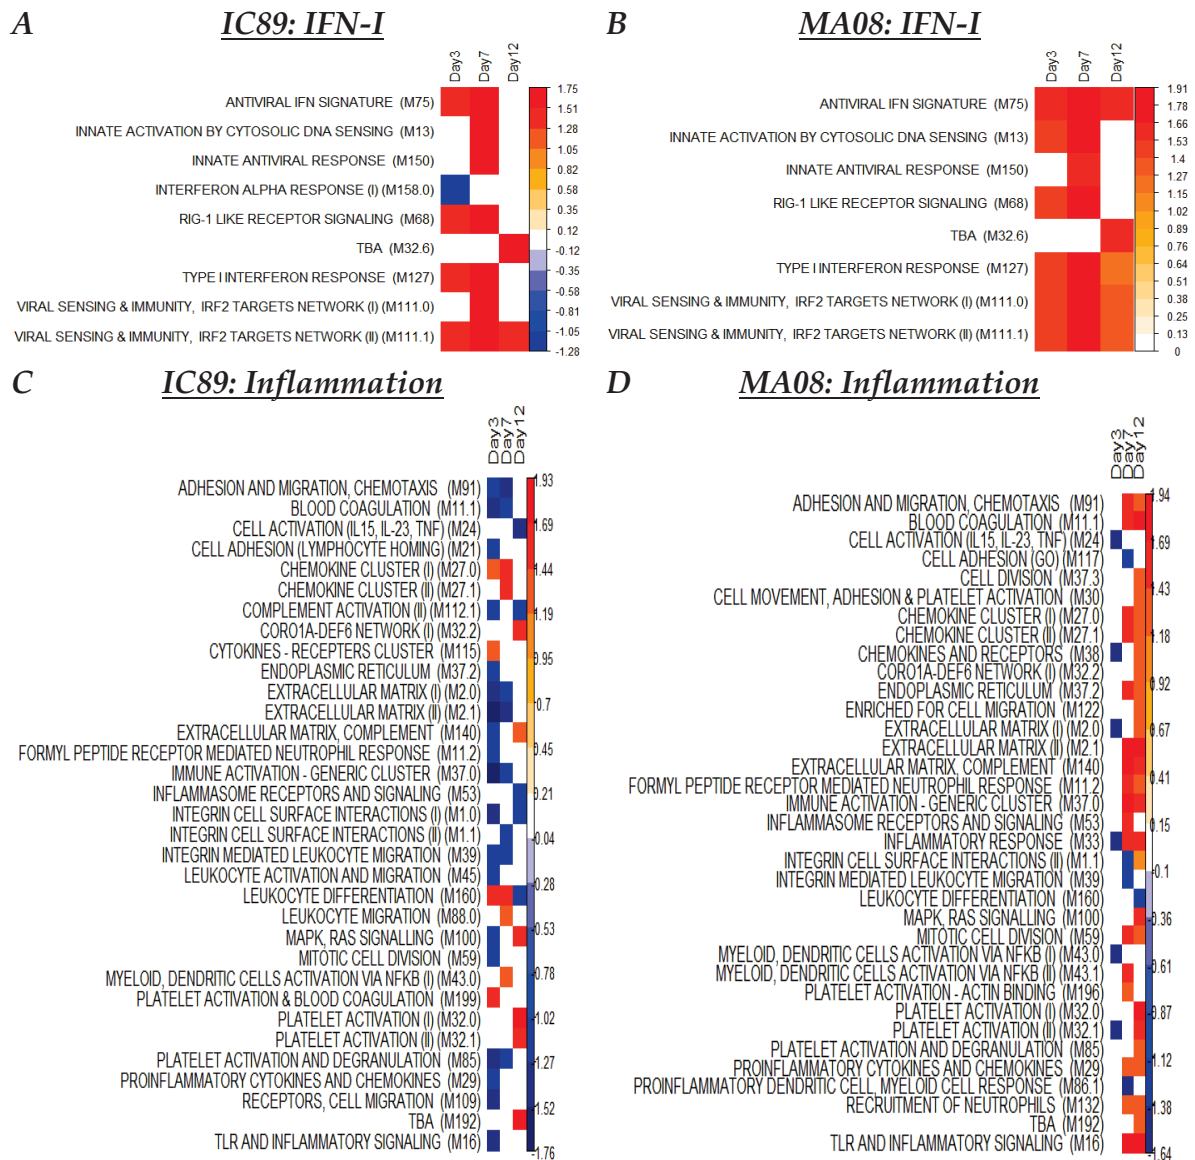 A
IC89: IFN-I
Day3
Day7
Day12
ANTIVIRAL IFN SIGNATURE (M75)
INNATE ACTIVATION BY CYTOSOLIC DNA SENSING (M13)
INNATE ANTIVIRAL RESPONSE (M150)
INTERFERON ALPHA RESPONSE (I) (M158.0)
RIG-1 LIKE RECEPTOR SIGNALING (M68)
TBA (M32.6)
TYPE I INTERFERON RESPONSE (M127)
VIRAL SENSING & IMMUNITY, IRF2 TARGETS NETWORK (I) (M111.0)
VIRAL SENSING & IMMUNITY, IRF2 TARGETS NETWORK (II) (M111.1)
1.75
1.51
1.28
1.05
0.82
0.58
0.35
0.12
-0.12
-0.35
-0.58
-0.81
-1.05
-1.28
B
MA08: IFN-I
Day3
Day7
Day12
ANTIVIRAL IFN SIGNATURE (M75)
INNATE ACTIVATION BY CYTOSOLIC DNA SENSING (M13)
INNATE ANTIVIRAL RESPONSE (M150)
RIG-1 LIKE RECEPTOR SIGNALING (M68)
TBA (M32.6)
TYPE I INTERFERON RESPONSE (M127)
VIRAL SENSING & IMMUNITY, IRF2 TARGETS NETWORK (I) (M111.0)
VIRAL SENSING & IMMUNITY, IRF2 TARGETS NETWORK (II) (M111.1)
1.91
1.78
1.66
1.53
1.4
1.27
1.15
1.02
0.89
0.76
0.64
0.51
0.38
0.25
0.13
0
C
IC89: Inflammation
Day3
Day7
Day12
ADHESION AND MIGRATION, CHEMOTAXIS (M91)
BLOOD COAGULATION (M11.1)
CELL ACTIVATION (IL15, IL-23, TNF) (M24)
CELL ADHESION (LYMPHOCYTE HOMING) (M21)
CHEMOKINE CLUSTER (I) (M27.0)
CHEMOKINE CLUSTER (II) (M27.1)
COMPLEMENT ACTIVATION (II) (M112.1)
CORO1A-DEF6 NETWORK (I) (M32.2)
CYTOKINES - RECEPTERS CLUSTER (M115)
ENDOPLASMIC RETICULUM (M37.2)
EXTRACELLULAR MATRIX (I) (M2.0)
EXTRACELLULAR MATRIX (II) (M2.1)
EXTRACELLULAR MATRIX, COMPLEMENT (M140)
FORMYL PEPTIDE RECEPTOR MEDIATED NEUTROPHIL RESPONSE (M11.2)
IMMUNE ACTIVATION - GENERIC CLUSTER (M37.0)
INFLAMMASOME RECEPTORS AND SIGNALING (M53)
INTEGRIN CELL SURFACE INTERACTIONS (I) (M1.0)
INTEGRIN CELL SURFACE INTERACTIONS (II) (M1.1)
INTEGRIN MEDIATED LEUKOCYTE MIGRATION (M39)
LEUKOCYTE ACTIVATION AND MIGRATION (M45)
LEUKOCYTE DIFFERENTIATION (M160)
LEUKOCYTE MIGRATION (M88.0)
MAPK, RAS SIGNALLING (M100)
MITOTIC CELL DIVISION (M59)
MYELOID, DENDRITIC CELLS ACTIVATION VIA NFKB (I) (M43.0)
PLATELET ACTIVATION & BLOOD COAGULATION (M199)
PLATELET ACTIVATION (I) (M32.0)
PLATELET ACTIVATION (II) (M32.1)
PLATELET ACTIVATION AND DEGRANULATION (M85)
PROINFLAMMATORY CYTOKINES AND CHEMOKINES (M29)
RECEPTORS, CELL MIGRATION (M109)
TBA (M192)
TLR AND INFLAMMATORY SIGNALING (M16)
1.93
1.69
1.44
1.19
0.95
0.7
0.45
0.21
-0.04
-0.28
-0.53
-0.78
-1.02
-1.27
-1.52
-1.76
D
MA08: Inflammation
Day3
Day7
Day12
ADHESION AND MIGRATION, CHEMOTAXIS (M91)
BLOOD COAGULATION (M11.1)
CELL ACTIVATION (IL15, IL-23, TNF) (M24)
CELL ADHESION (GO) (M117)
CELL DIVISION (M37.3)
CELL MOVEMENT, ADHESION & PLATELET ACTIVATION (M30)
CHEMOKINE CLUSTER (I) (M27.0)
CHEMOKINE CLUSTER (II) (M27.1)
CHEMOKINES AND RECEPTORS (M38)
CORO1A-DEF6 NETWORK (I) (M32.2)
ENDOPLASMIC RETICULUM (M37.2)
ENRICHED FOR CELL MIGRATION (M122)
EXTRACELLULAR MATRIX (I) (M2.0)
EXTRACELLULAR MATRIX (II) (M2.1)
EXTRACELLULAR MATRIX, COMPLEMENT (M140)
FORMYL PEPTIDE RECEPTOR MEDIATED NEUTROPHIL RESPONSE (M11.2)
IMMUNE ACTIVATION - GENERIC CLUSTER (M37.0)
INFLAMMASOME RECEPTORS AND SIGNALING (M53)
INFLAMMATORY RESPONSE (M33)
INTEGRIN CELL SURFACE INTERACTIONS (II) (M1.1)
INTEGRIN MEDIATED LEUKOCYTE MIGRATION (M39)
LEUKOCYTE DIFFERENTIATION (M160)
MAPK, RAS SIGNALLING (M100)
MITOTIC CELL DIVISION (M59)
MYELOID, DENDRITIC CELLS ACTIVATION VIA NFKB (I) (M43.0)
MYELOID, DENDRITIC CELLS ACTIVATION VIA NFKB (II) (M43.1)
PLATELET ACTIVATION - ACTIN BINDING (M196)
PLATELET ACTIVATION (I) (M32.0)
PLATELET ACTIVATION (II) (M32.1)
PLATELET ACTIVATION AND DEGRANULATION (M85)
PROINFLAMMATORY CYTOKINES AND CHEMOKINES (M29)
PROINFLAMMATORY DENDRITIC CELL, MYELOID CELL RESPONSE (M86.1)
RECRUITMENT OF NEUTROPHILS (M132)
TBA (M192)
TLR AND INFLAMMATORY SIGNALING (M16)
1.94
1.69
1.43
1.18
0.92
0.67
0.41
0.15
-0.1
-0.36
-0.61
-0.87
-1.12
-1.38
-1.64